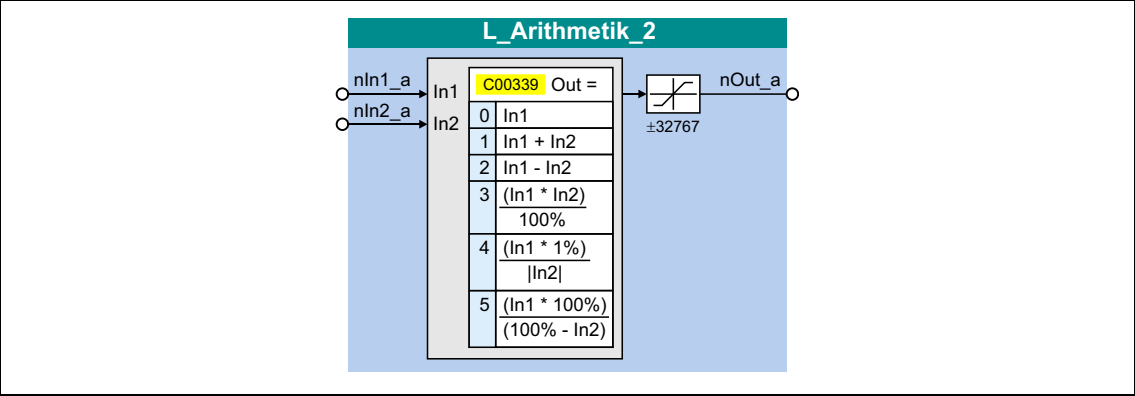 L_Arithmetik_2
nIn1_a
In1
C00339 Out =
nOut_a
nIn2_a
In2
±32767
0 In1
1 In1 + In2
2 In1 - In2
3 (In1 * In2)
100%
4 (In1 * 1%)
|In2|
5 (In1 * 100%)
(100% - In2)